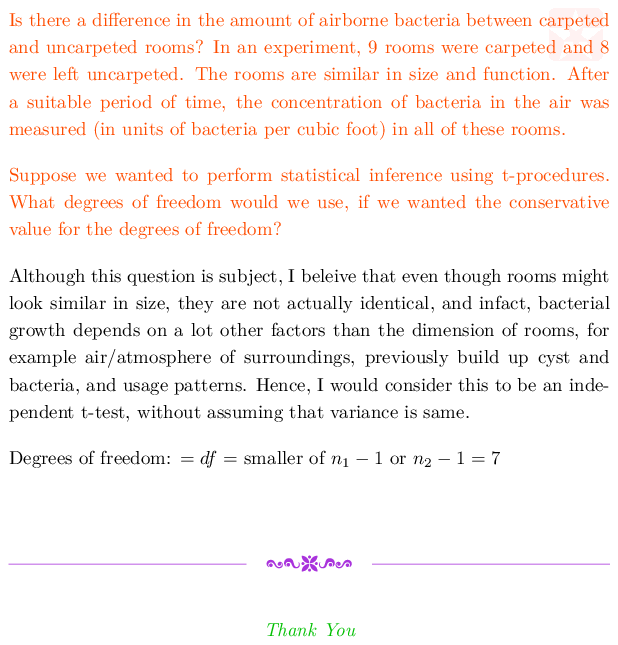 Is there a difference in the amount of airborne bacteria between carpeted
and uncarpeted rooms? In an experiment, 9 rooms were carpeted and 8
were left uncarpeted. The rooms are similar in size and function. After
a suitable period of time, the concentration of bacteria in the air was
measured (in units of bacteria per cubic foot) in all of these rooms.
Suppose we wanted to perform statistical inference using t-procedures.
What degrees of freedom would we use, if we wanted the conservative
value for the degrees of freedom?
Although this question is subject, I beleive that even though rooms might
look similar in size, they are not actually identical, and infact, bacterial
growth depends on a lot other factors than the dimension of rooms, for
example air/atmosphere of surroundings, previously build up cyst and
bacteria, and usage patterns. Hence, I would consider this to be an inde-
pendent t-test, without assuming that variance is same.
Degrees of freedom: = df = smaller of n₁ − 1 or n₂ − 1 = 7
Thank You